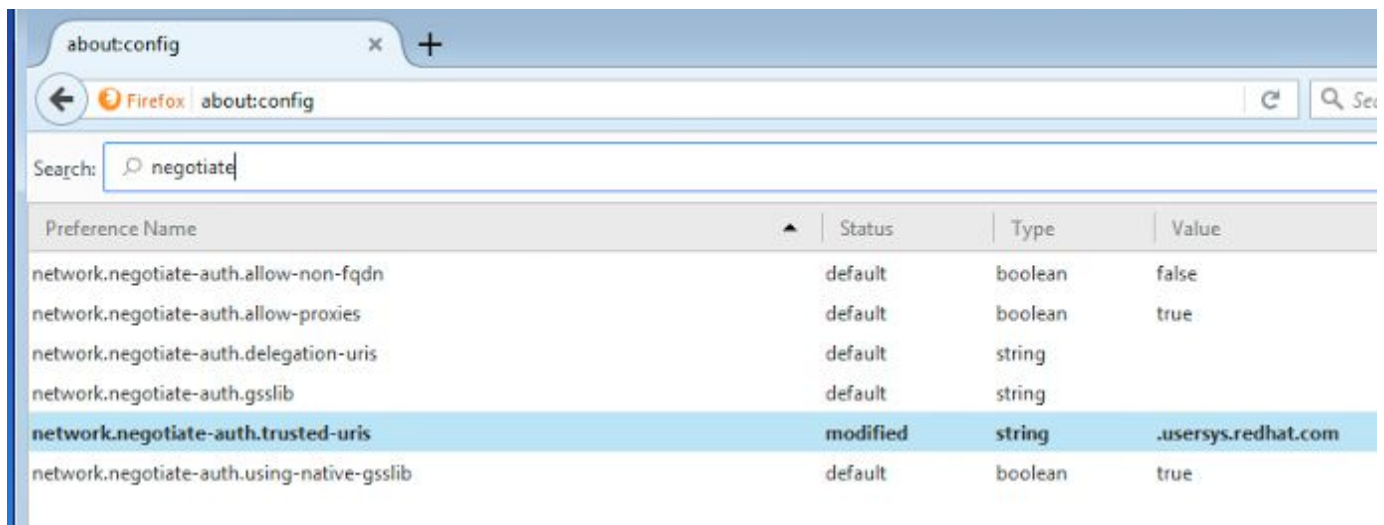 about:config × +
Firefox about:config
Search: negotiate
Preference Name Status Type Value
network.negotiate-auth.allow-non-fqdn default boolean false
network.negotiate-auth.allow-proxies default boolean true
network.negotiate-auth.delegation-uris default string
network.negotiate-auth.gsslib default string
network.negotiate-auth.trusted-uris modified string .usersys.redhat.com
network.negotiate-auth.using-native-gsslib default boolean true